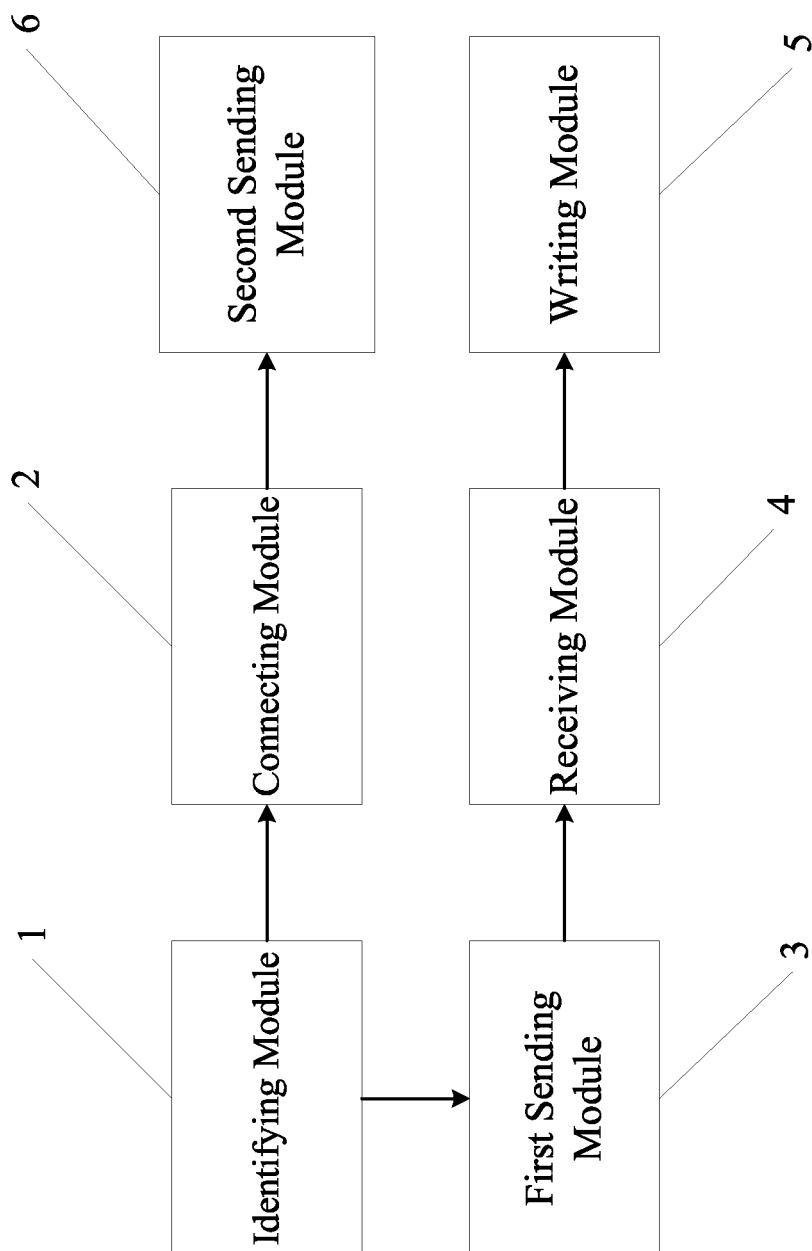 1
2
6
Identifying Module
Connecting Module
Second Sending
Module
First Sending
Module
Receiving Module
Writing Module
3
4
5